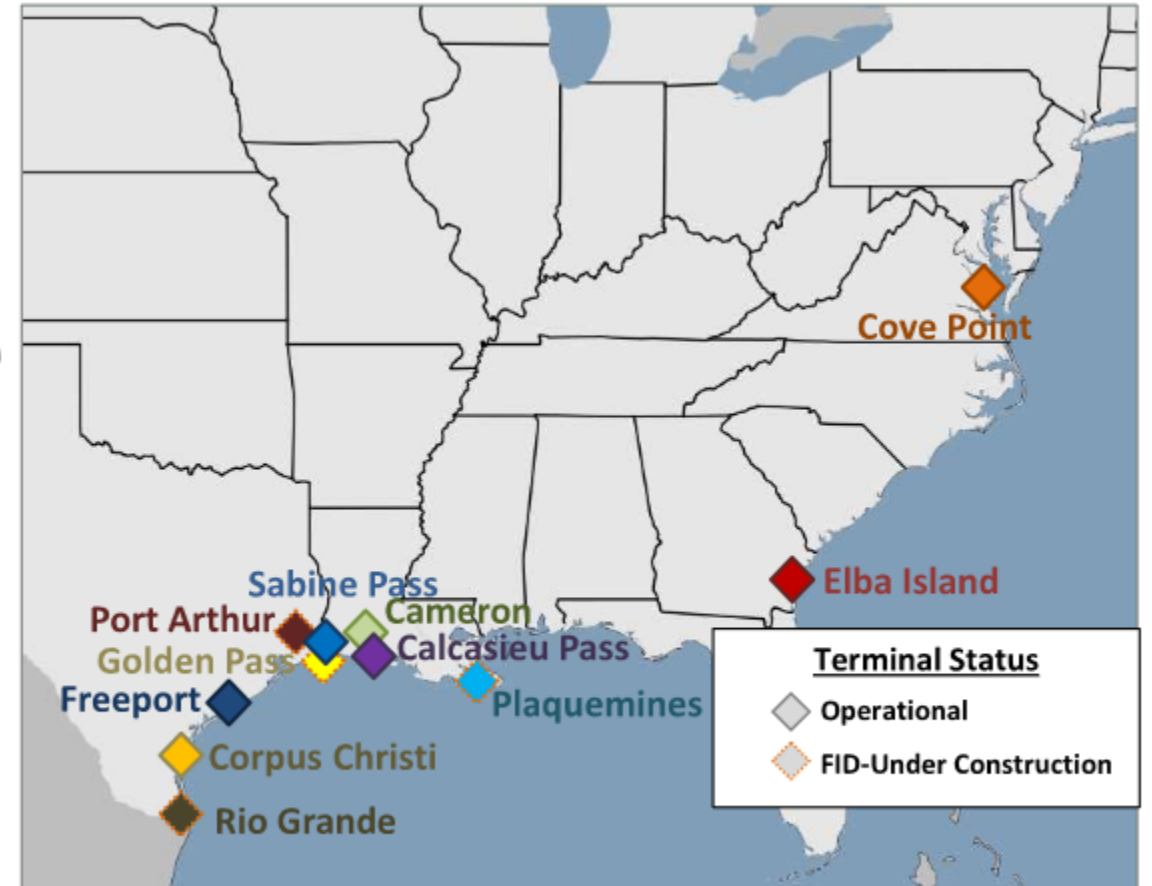 Cove Point
Sabine Pass
Elba Island
Cameron
Port Arthur
Calcasieu Pass
Golden Pass
Freeport
Plaquemines
Corpus Christi
Rio Grande
Terminal Status
Operational
FID-Under Construction